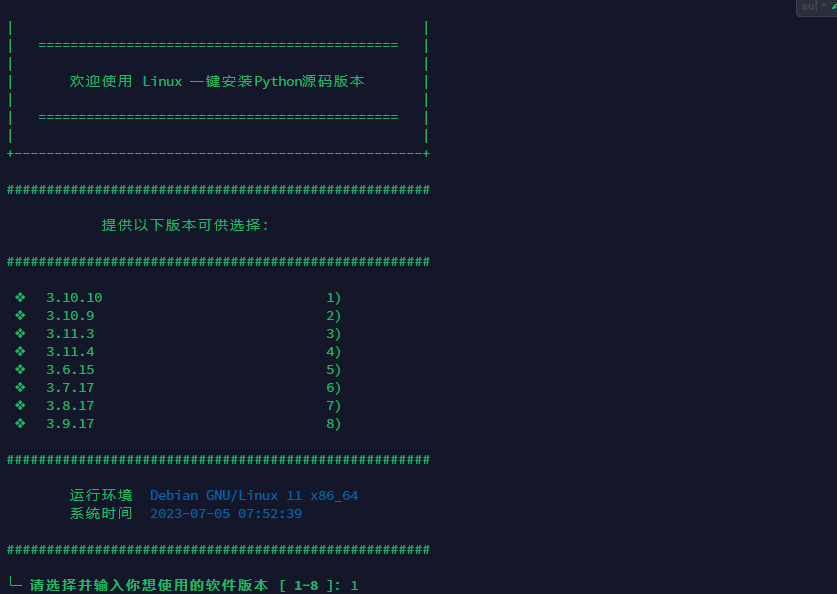 =============================================
欢迎使用 Linux 一键安装Python源码版本
=============================================
+---------------------------------------------------+
#####################################################
提供以下版本可供选择：
#####################################################
❖ 3.10.10 1)
❖ 3.10.9 2)
❖ 3.11.3 3)
❖ 3.11.4 4)
❖ 3.6.15 5)
❖ 3.7.17 6)
❖ 3.8.17 7)
❖ 3.9.17 8)
#####################################################
运行环境 Debian GNU/Linux 11 x86_64
系统时间 2023-07-05 07:52:39
#####################################################
└─ 请选择并输入你想使用的软件版本 [ 1-8 ]：1